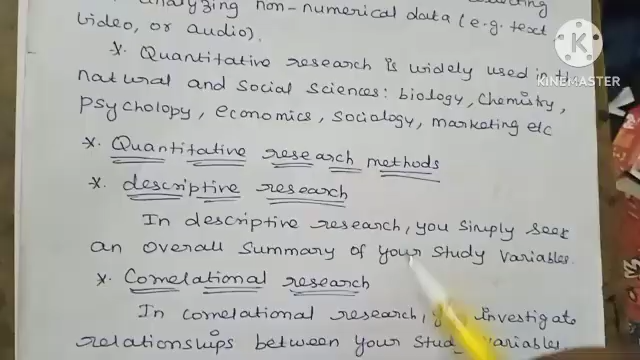 analyzing non-numerical data (e.g. text
video, or audio).
* Quantitative research is widely used in
natural and social sciences: biology, chemistry,
psycholopy, economics, sociology, marketing etc
* Quantitative research methods
* descriptive research
In descriptive research, you simply seek
an overall summary of your study variables.
* Correlational research
In correlational research, investigate
relationships between your study variables.
KINEMASTER